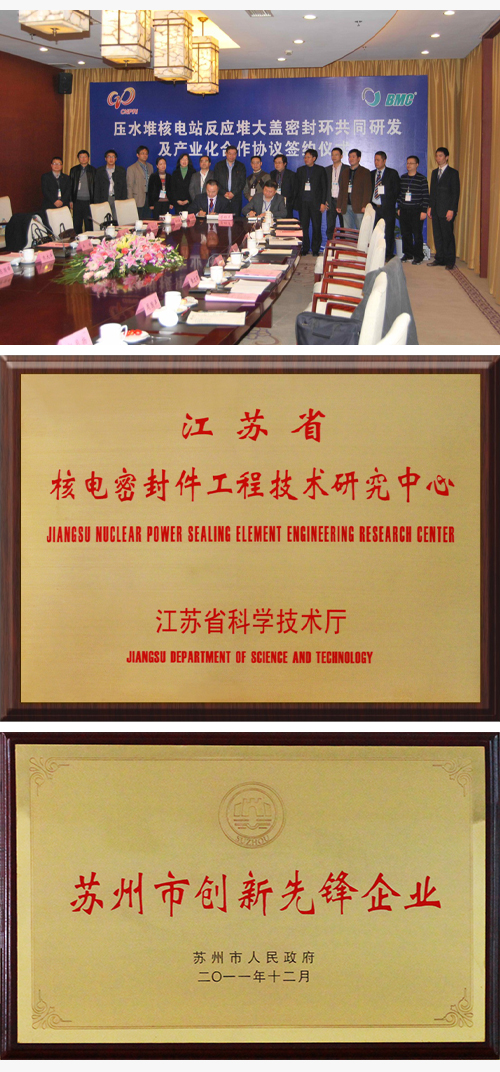 CNPRI
BMC
压水堆核电站反应堆大盖密封环共同研发
及产业化合作协议签约仪式
江苏省
核电密封件工程技术研究中心
JIANGSU NUCLEAR POWER SEALING ELEMENT ENGINEERING RESEARCH CENTER
江苏省科学技术厅
JIANGSU DEPARTMENT OF SCIENCE AND TECHNOLOGY
SUZHOU
苏州市创新先锋企业
苏州市人民政府
二〇一一年十二月